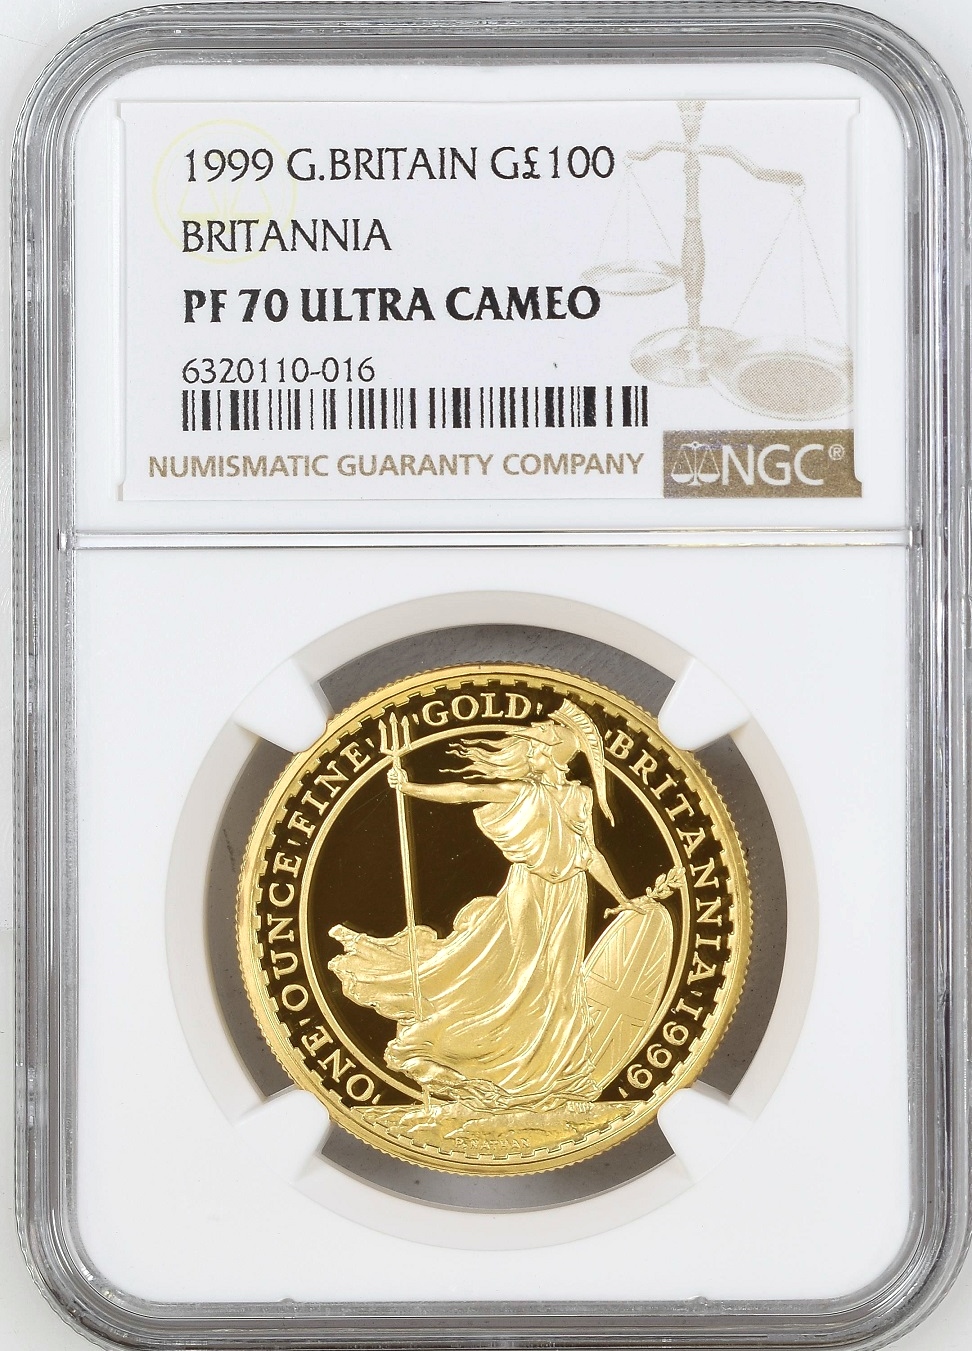 1999 G.BRITAIN G£100
BRITANNIA
PF 70 ULTRA CAMEO
6320110-016
NUMISMATIC GUARANTY COMPANY
NGC®
ONE OUNCE FINE GOLD BRITANNIA 1999
P. NATHAN